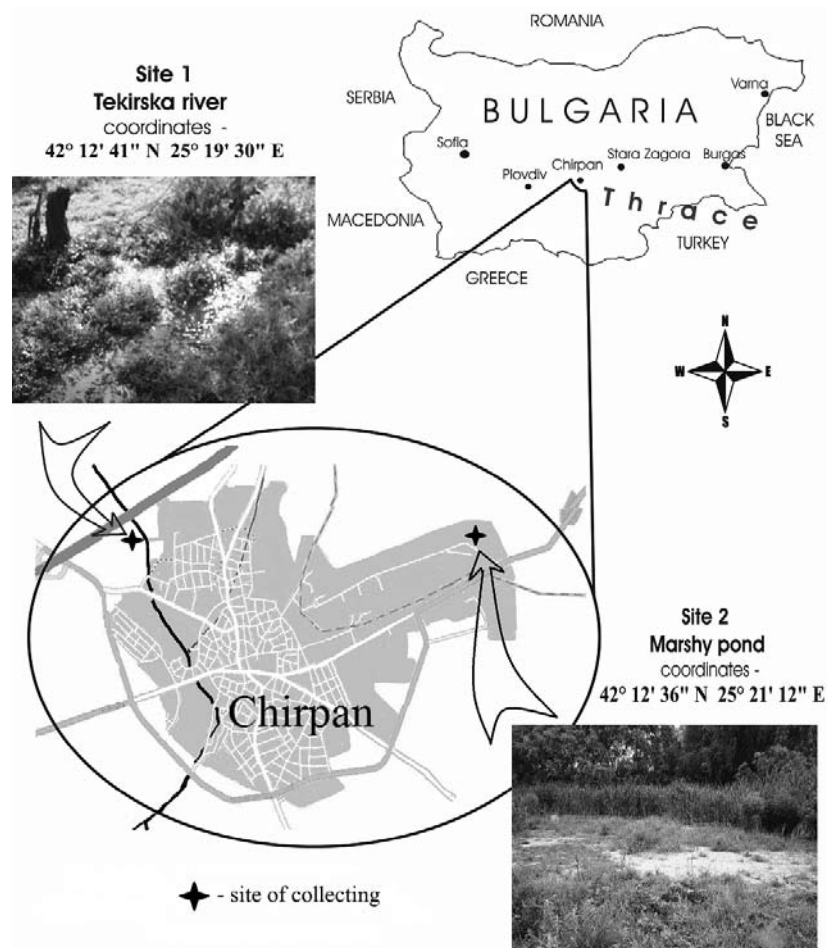 Site 1
Tekirska river
coordinates -
42° 12' 41" N 25° 19' 30" E
ROMANIA
SERBIA
BULGARIA
Varna
BLACK
SEA
Sofia
Plovdiv
Chirpan
Stara Zagora
Burgas
Thrace
MACEDONIA
TURKEY
GREECE
N
W
E
S
Chirpan
Site 2
Marshy pond
coordinates -
42° 12' 36" N 25° 21' 12" E
- site of collecting